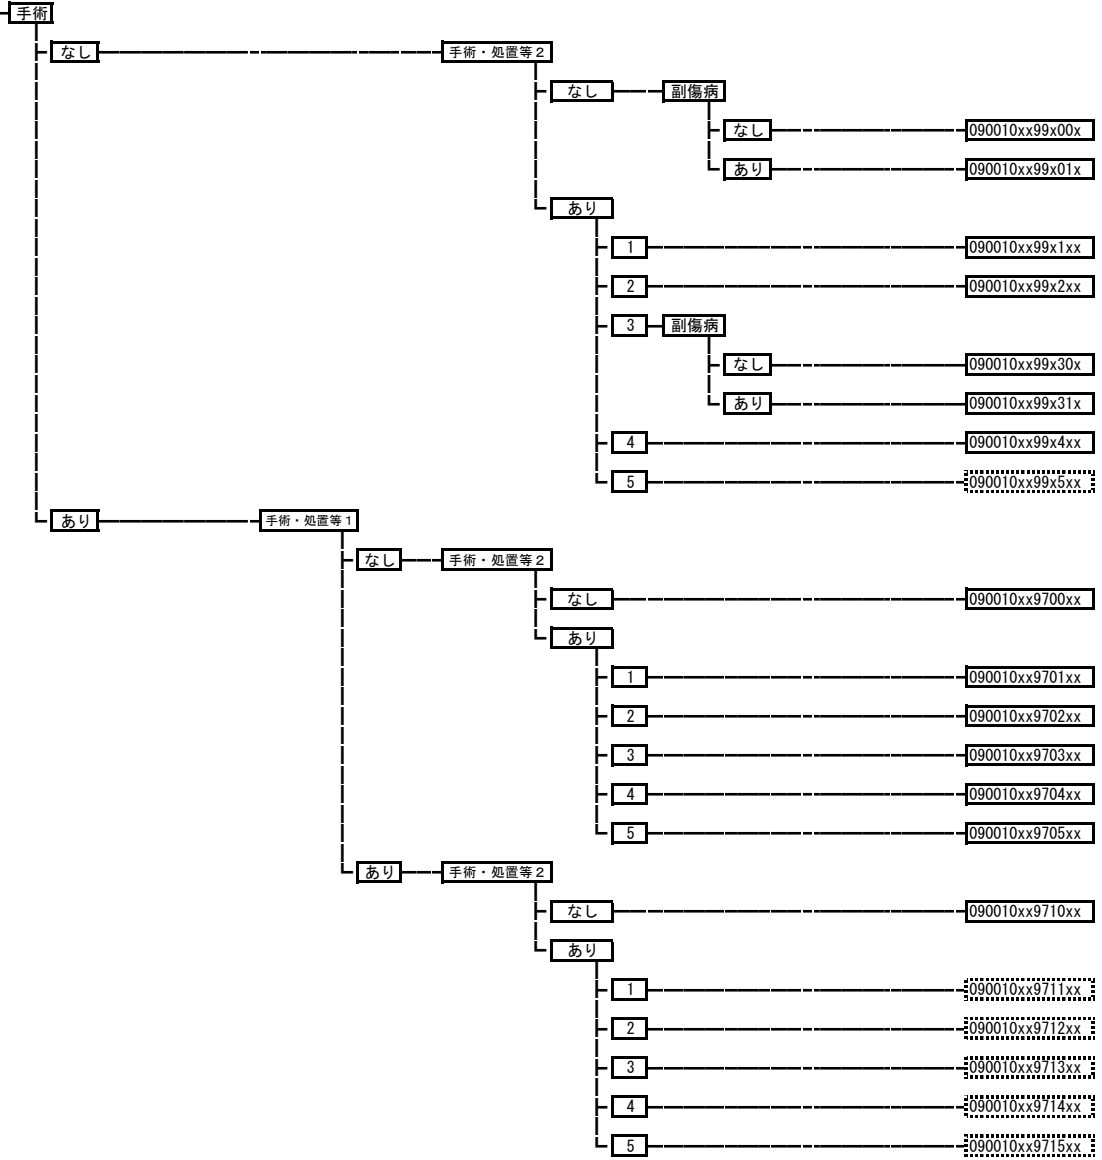 手術
なし 手術・処置等２
なし 副傷病
なし 090010xx99x00x
あり 090010xx99x01x
あり
1 090010xx99x1xx
2 090010xx99x2xx
3 副傷病
なし 090010xx99x30x
あり 090010xx99x31x
4 090010xx99x4xx
5 090010xx99x5xx
あり 手術・処置等１
なし 手術・処置等２
なし 090010xx9700xx
あり
1 090010xx9701xx
2 090010xx9702xx
3 090010xx9703xx
4 090010xx9704xx
5 090010xx9705xx
あり 手術・処置等２
なし 090010xx9710xx
あり
1 090010xx9711xx
2 090010xx9712xx
3 090010xx9713xx
4 090010xx9714xx
5 090010xx9715xx